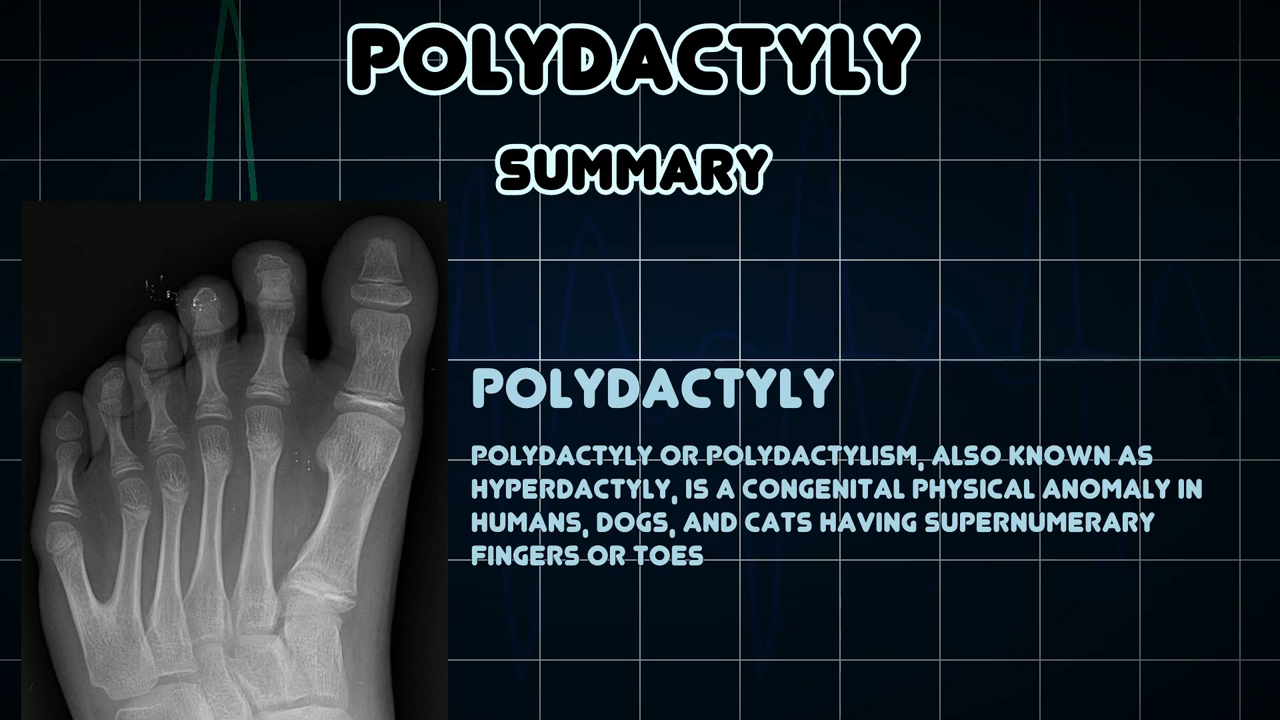 POLYDACTYLY
SUMMARY
POLYDACTYLY
POLYDACTYLY OR POLYDACTYLISM, ALSO KNOWN AS
HYPERDACTYLY, IS A CONGENITAL PHYSICAL ANOMALY IN
HUMANS, DOGS, AND CATS HAVING SUPERNUMERARY
FINGERS OR TOES